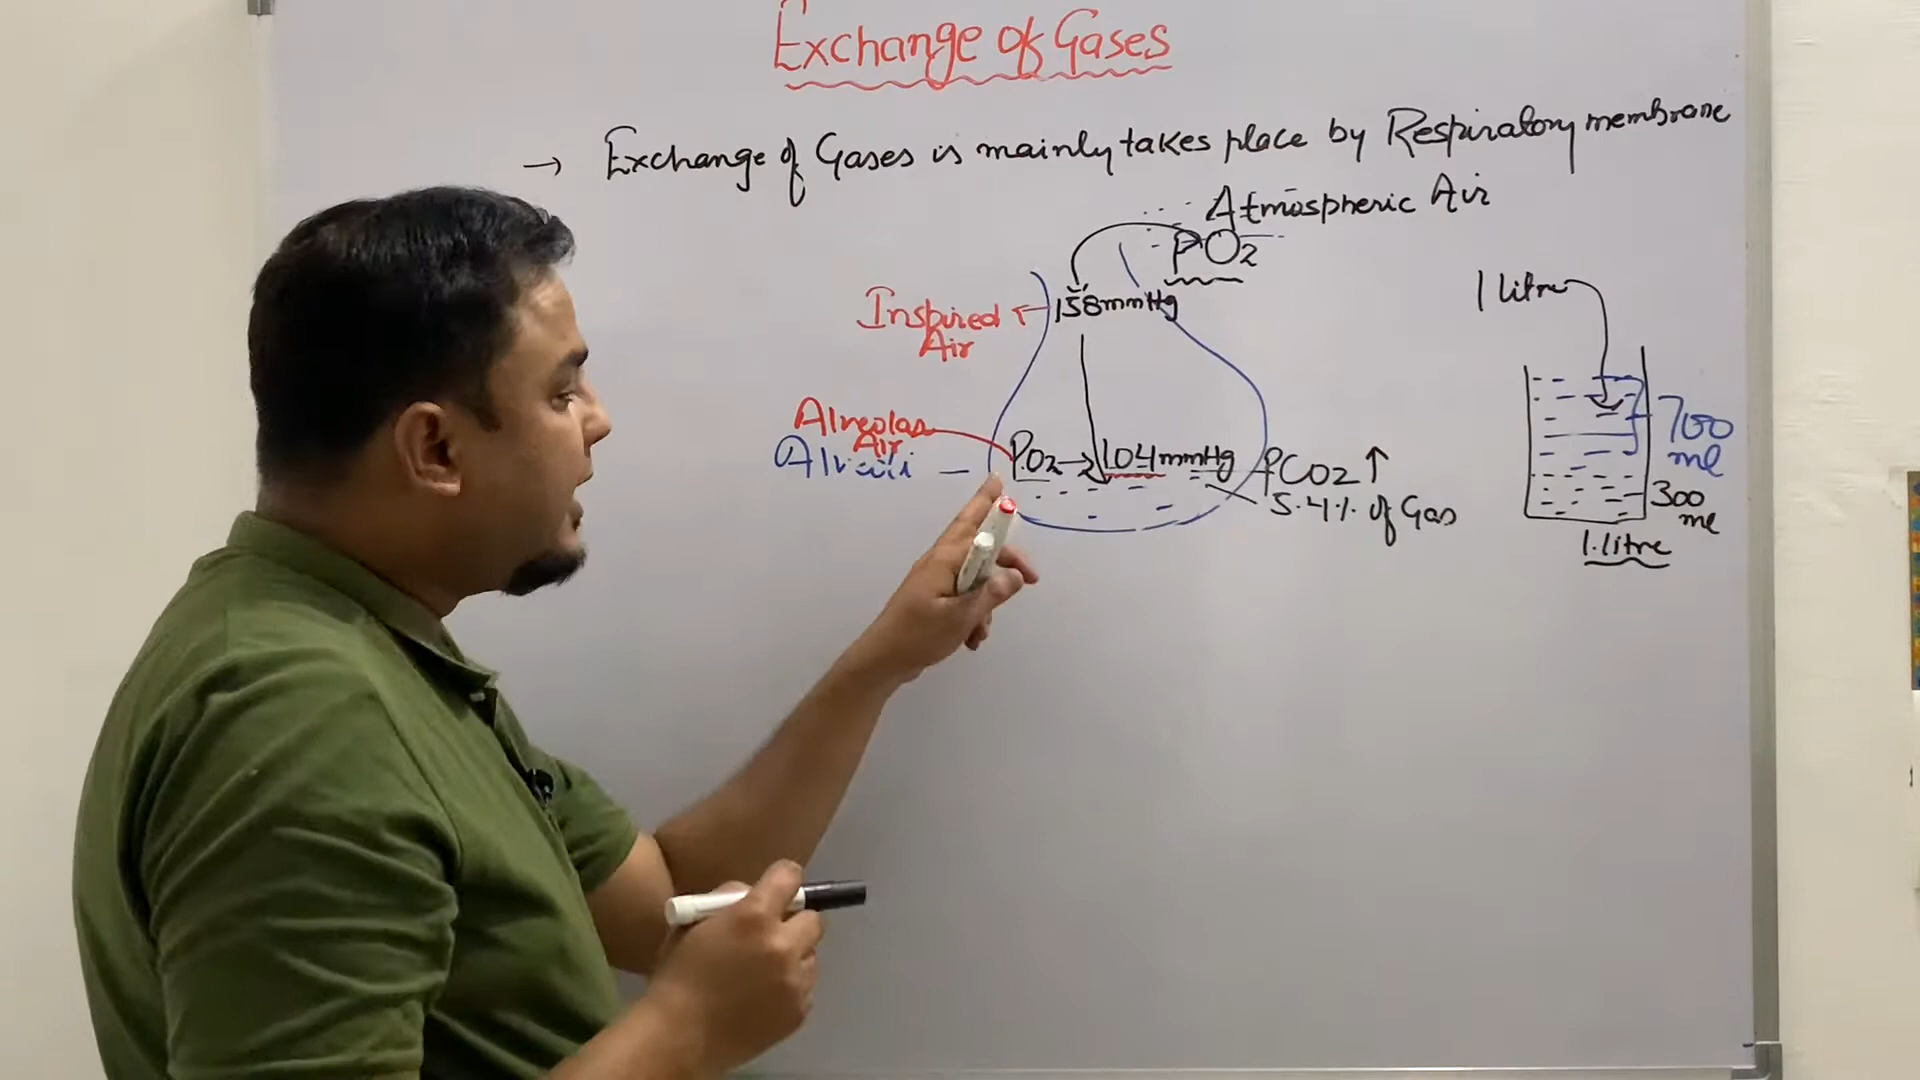 Exchange of Gases
→ Exchange of Gases is mainly takes place by Respiratory membrane
Atmospheric Air
PO2
158mmHg
Inspired
Air
Alveolar
Air
Alveoli
PO2 → 104mmHg
PCO2 ↑
5.4% of Gas
1 litre
700
ml
300
ml
1.litre